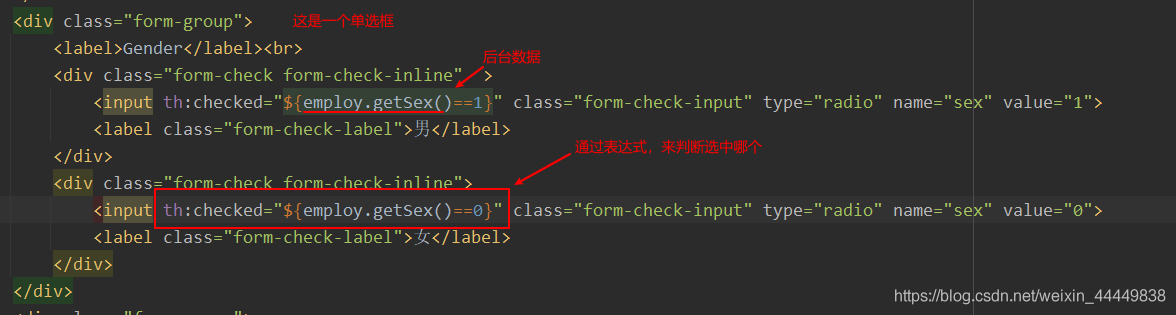 <div class="form-group"> 这是一个单选框
<label>Gender</label><br>
后台数据
<div class="form-check form-check-inline" >
<input th:checked="${employ.getSex()==1}" class="form-check-input" type="radio" name="sex" value="1">
<label class="form-check-label">男</label>
</div>
通过表达式，来判断选中哪个
<div class="form-check form-check-inline">
<input th:checked="${employ.getSex()==0}" class="form-check-input" type="radio" name="sex" value="0">
<label class="form-check-label">女</label>
</div>
</div>
https://blog.csdn.net/weixin_44449838